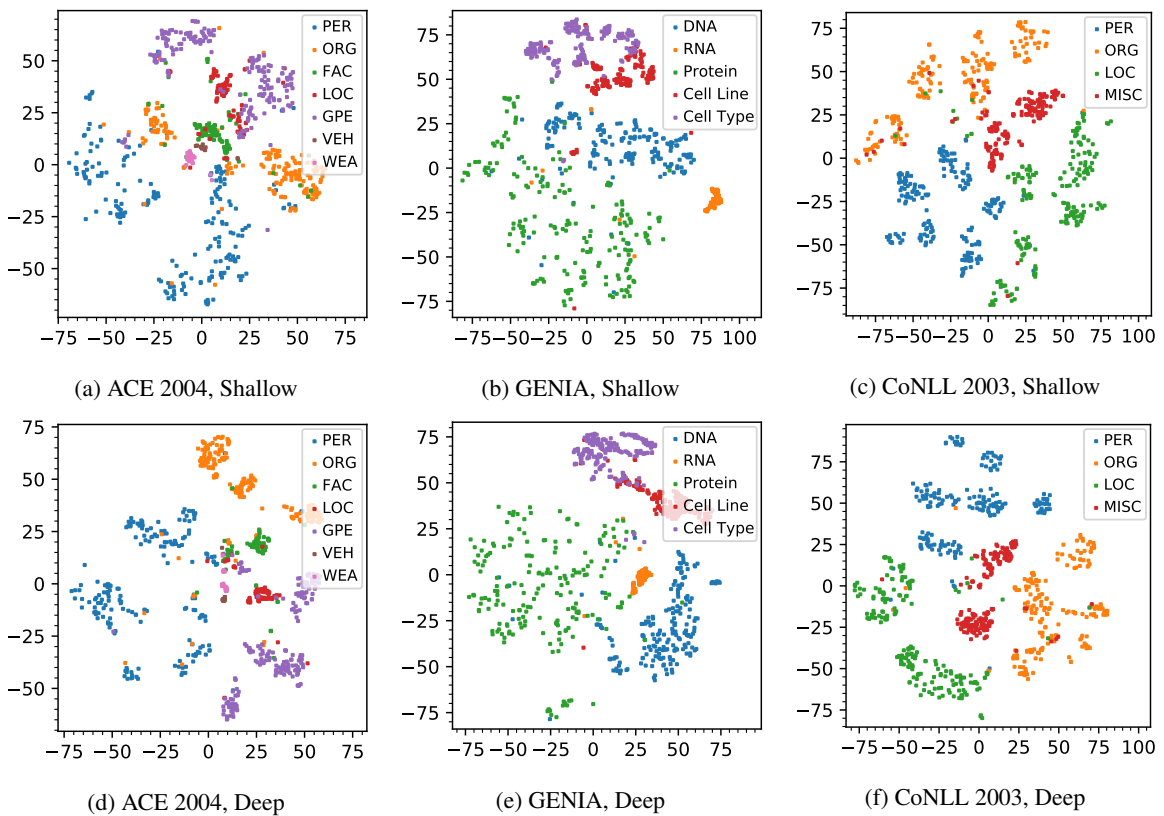 50
25
0
−25
−50
−75 −50 −25 0 25 50 75
PER
ORG
FAC
LOC
GPE
VEH
WEA
(a) ACE 2004, Shallow
75
50
25
0
−25
−50
−75
−75 −50 −25 0 25 50 75 100
DNA
RNA
Protein
Cell Line
Cell Type
(b) GENIA, Shallow
75
50
25
0
−25
−50
−75
−75 −50 −25 0 25 50 75 100
PER
ORG
LOC
MISC
(c) CoNLL 2003, Shallow
75
50
25
0
−25
−50
−75 −50 −25 0 25 50 75
PER
ORG
FAC
LOC
GPE
VEH
WEA
(d) ACE 2004, Deep
75
50
25
0
−25
−50
−75
−75 −50 −25 0 25 50 75
DNA
RNA
Protein
Cell Line
Cell Type
(e) GENIA, Deep
75
50
25
0
−25
−50
−75
−75 −50 −25 0 25 50 75 100
PER
ORG
LOC
MISC
(f) CoNLL 2003, Deep